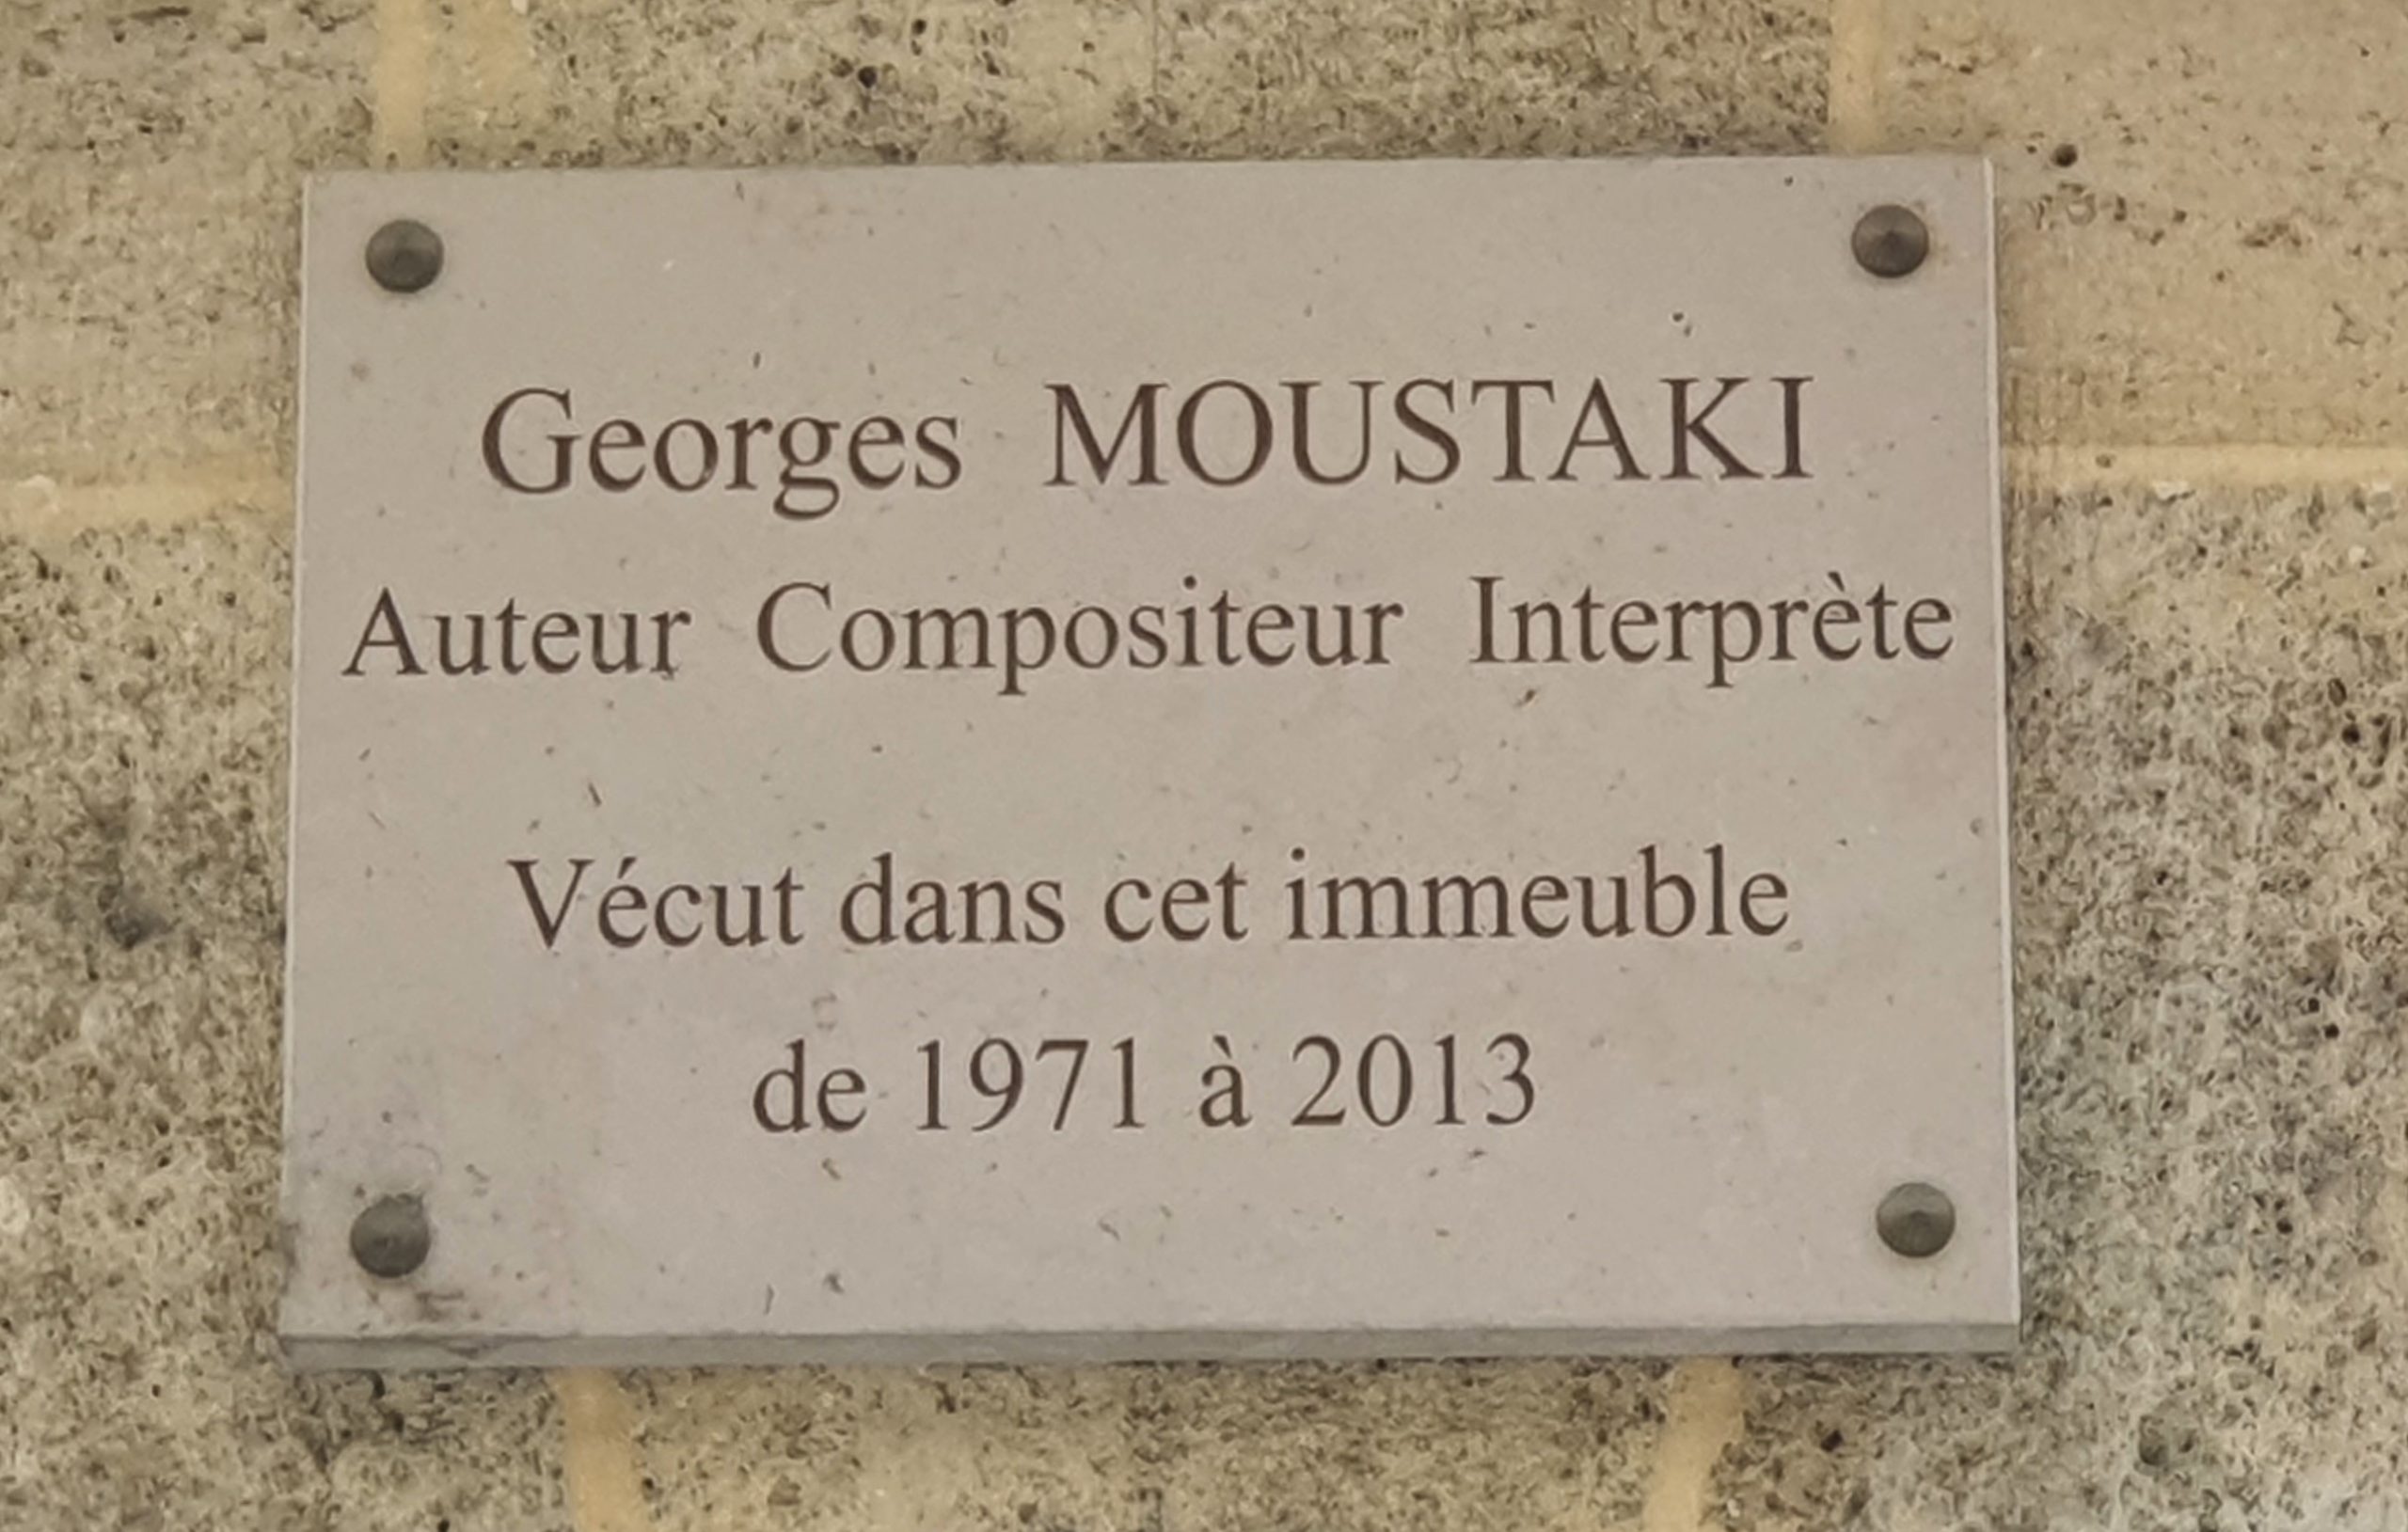 Georges MOUSTAKI
Auteur Compositeur Interprète
Vécut dans cet immeuble
de 1971 à 2013